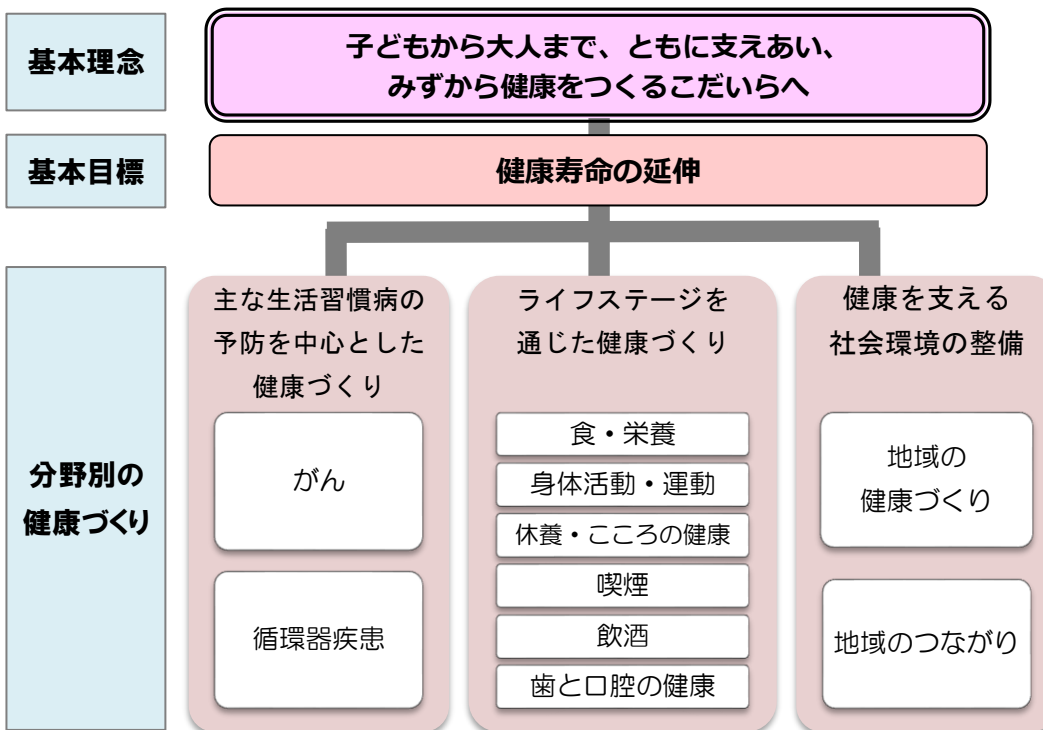 基本理念
子どもから大人まで、ともに支えあい、
みずから健康をつくるこだいらへ
基本目標
健康寿命の延伸
分野別の
健康づくり
主な生活習慣病の
予防を中心とした
健康づくり
がん
循環器疾患
ライフステージを
通じた健康づくり
食・栄養
身体活動・運動
休養・こころの健康
喫煙
飲酒
歯と口腔の健康
健康を支える
社会環境の整備
地域の
健康づくり
地域のつながり